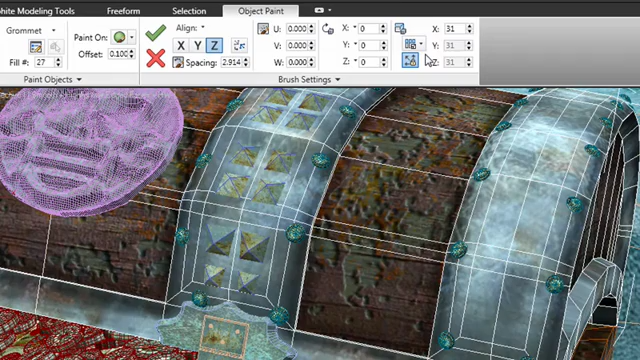 phite Modeling Tools Freeform Selection Object Paint
Grommet Paint On: Align: U: 0.000 X: 0 X: 31
X Y Z V: 0.000 Y: 0 Y: 31
Fill #: 27 Offset: 0.100 Spacing: 2.914 W: 0.000 Z: 0 Z: 31
Paint Objects Brush Settings